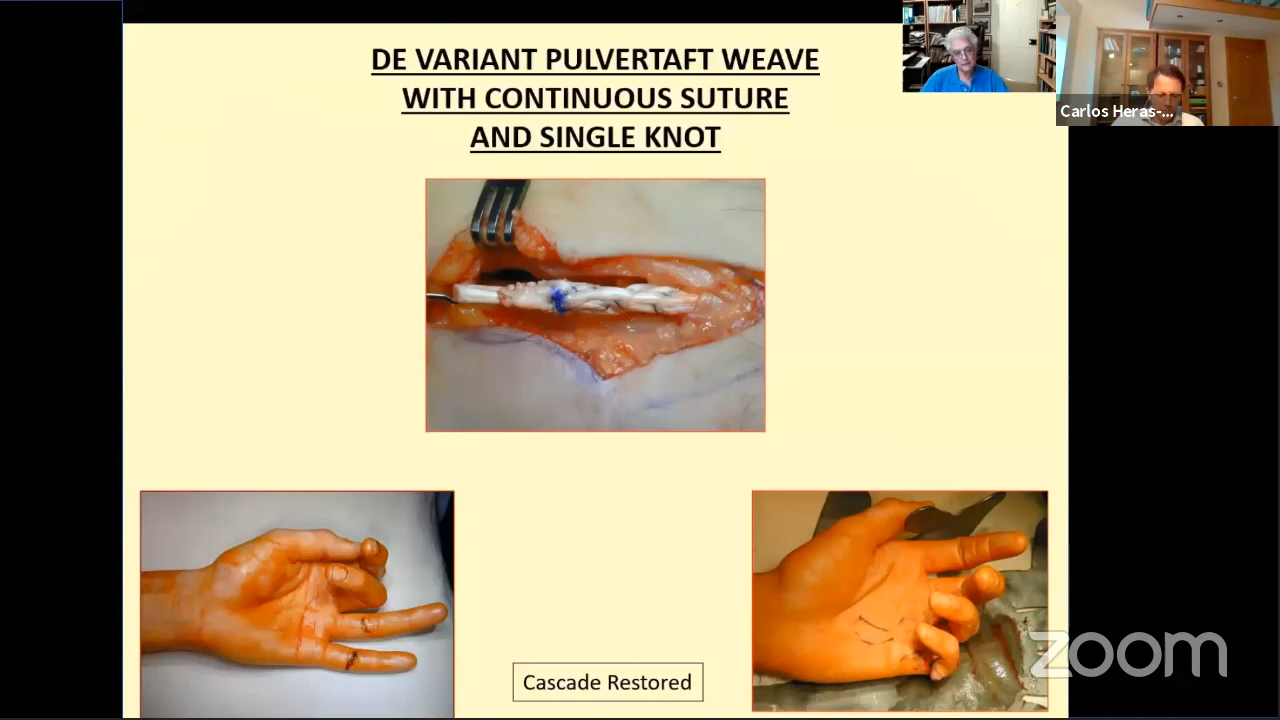 DE VARIANT PULVERTAFT WEAVE
WITH CONTINUOUS SUTURE
AND SINGLE KNOT
Carlos Heras-...
Cascade Restored
zoom